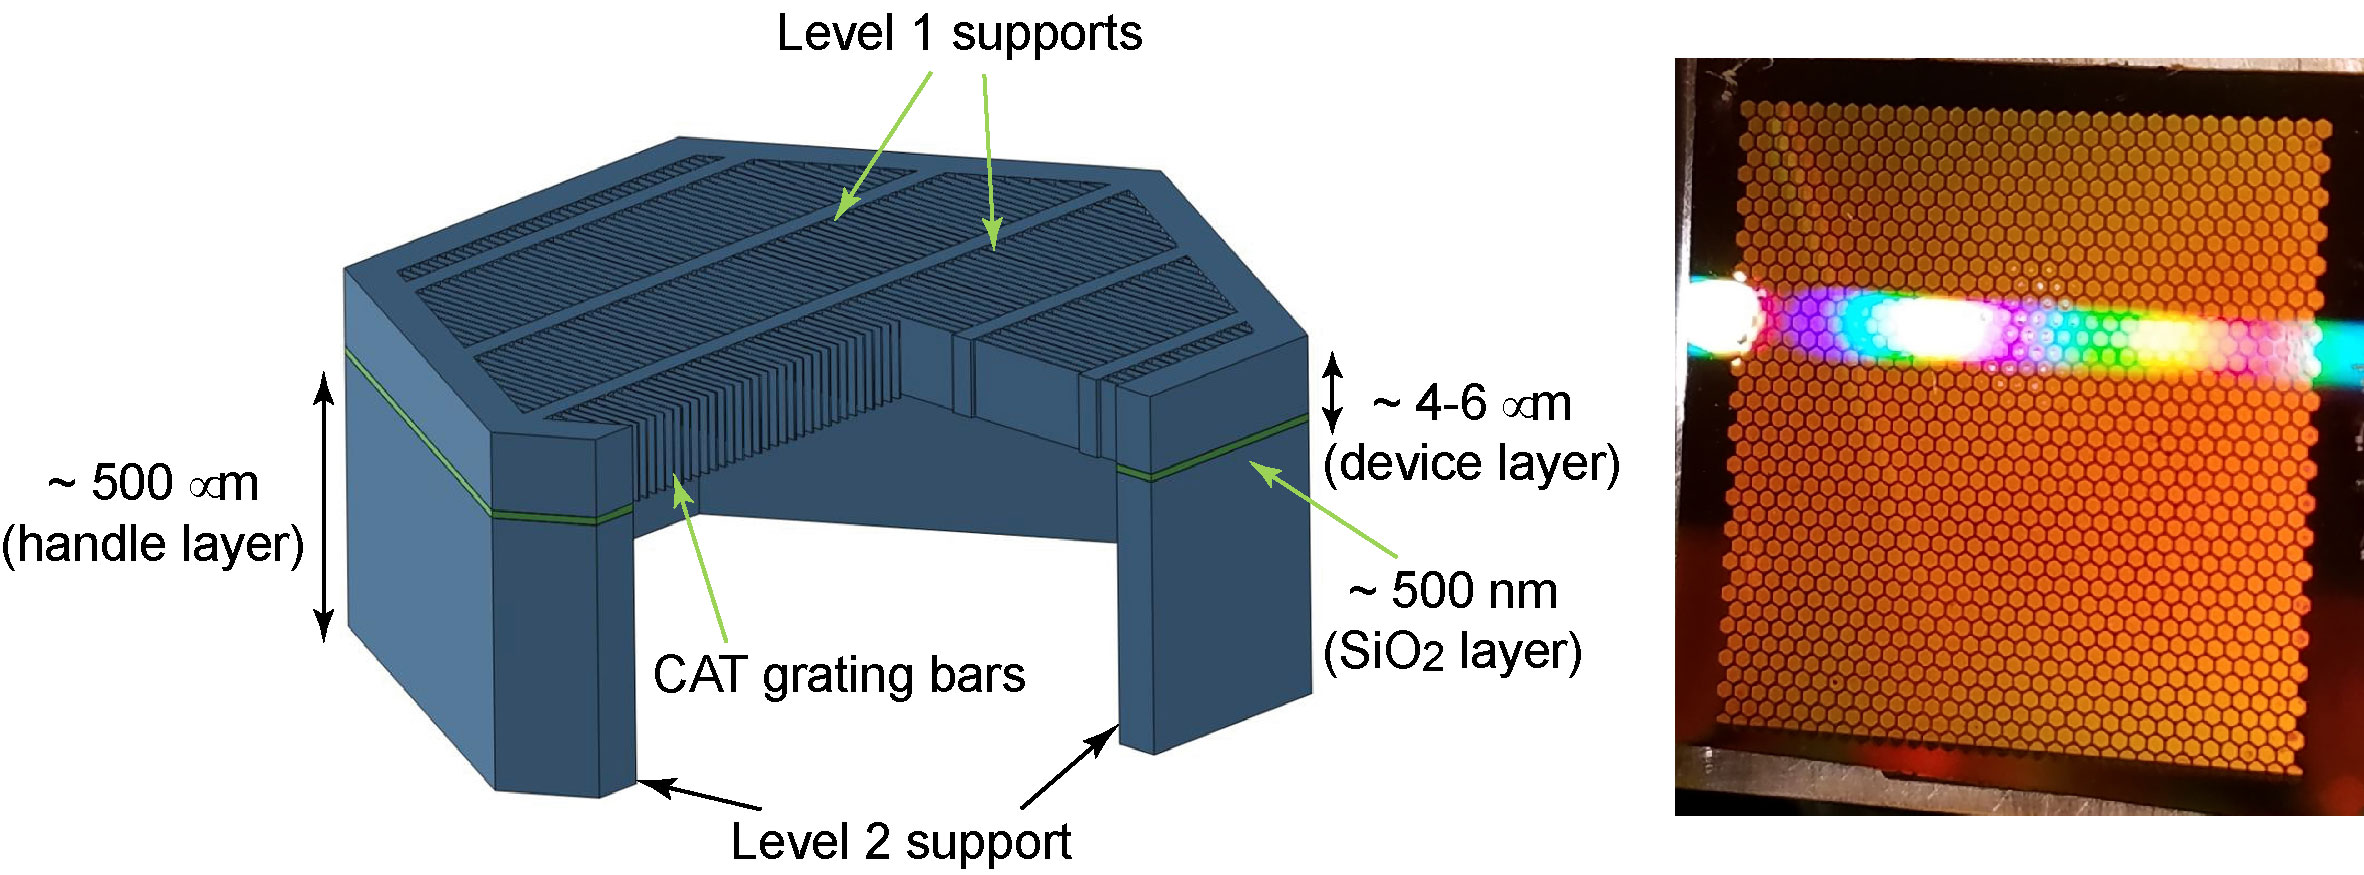 Level 1 supports
~ 4-6 ∝m
(device layer)
~ 500 ∝m
(handle layer)
~ 500 nm
(SiO2 layer)
CAT grating bars
Level 2 support